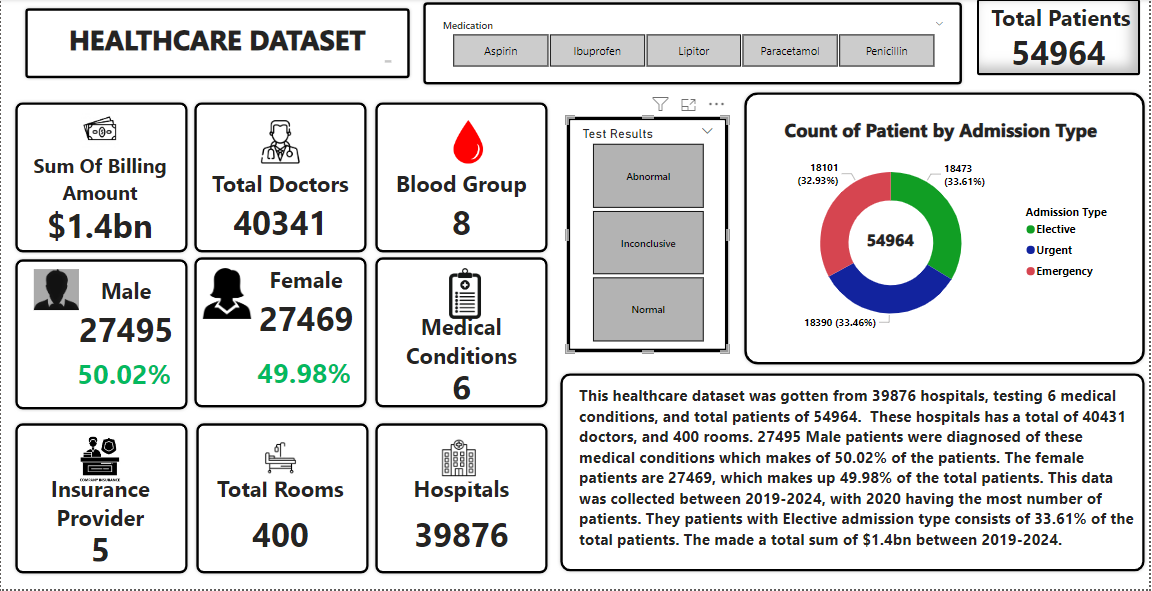 HEALTHCARE DATASET
Medication
Aspirin
Ibuprofen
Lipitor
Paracetamol
Penicillin
Total Patients
54964
Sum Of Billing
Amount
$1.4bn
Total Doctors
40341
Blood Group
8
Test Results
Abnormal
Inconclusive
Normal
Count of Patient by Admission Type
18101
(32.93%)
18473
(33.61%)
54964
18390 (33.46%)
Admission Type
Elective
Urgent
Emergency
Male
27495
50.02%
Female
27469
49.98%
Medical
Conditions
6
COMPANY INSURANCE
Insurance
Provider
5
Total Rooms
400
Hospitals
39876
This healthcare dataset was gotten from 39876 hospitals, testing 6 medical
conditions, and total patients of 54964.  These hospitals has a total of 40431
doctors, and 400 rooms. 27495 Male patients were diagnosed of these
medical conditions which makes of 50.02% of the patients. The female
patients are 27469, which makes up 49.98% of the total patients. This data
was collected between 2019-2024, with 2020 having the most number of
patients. They patients with Elective admission type consists of 33.61% of the
total patients. The made a total sum of $1.4bn between 2019-2024.